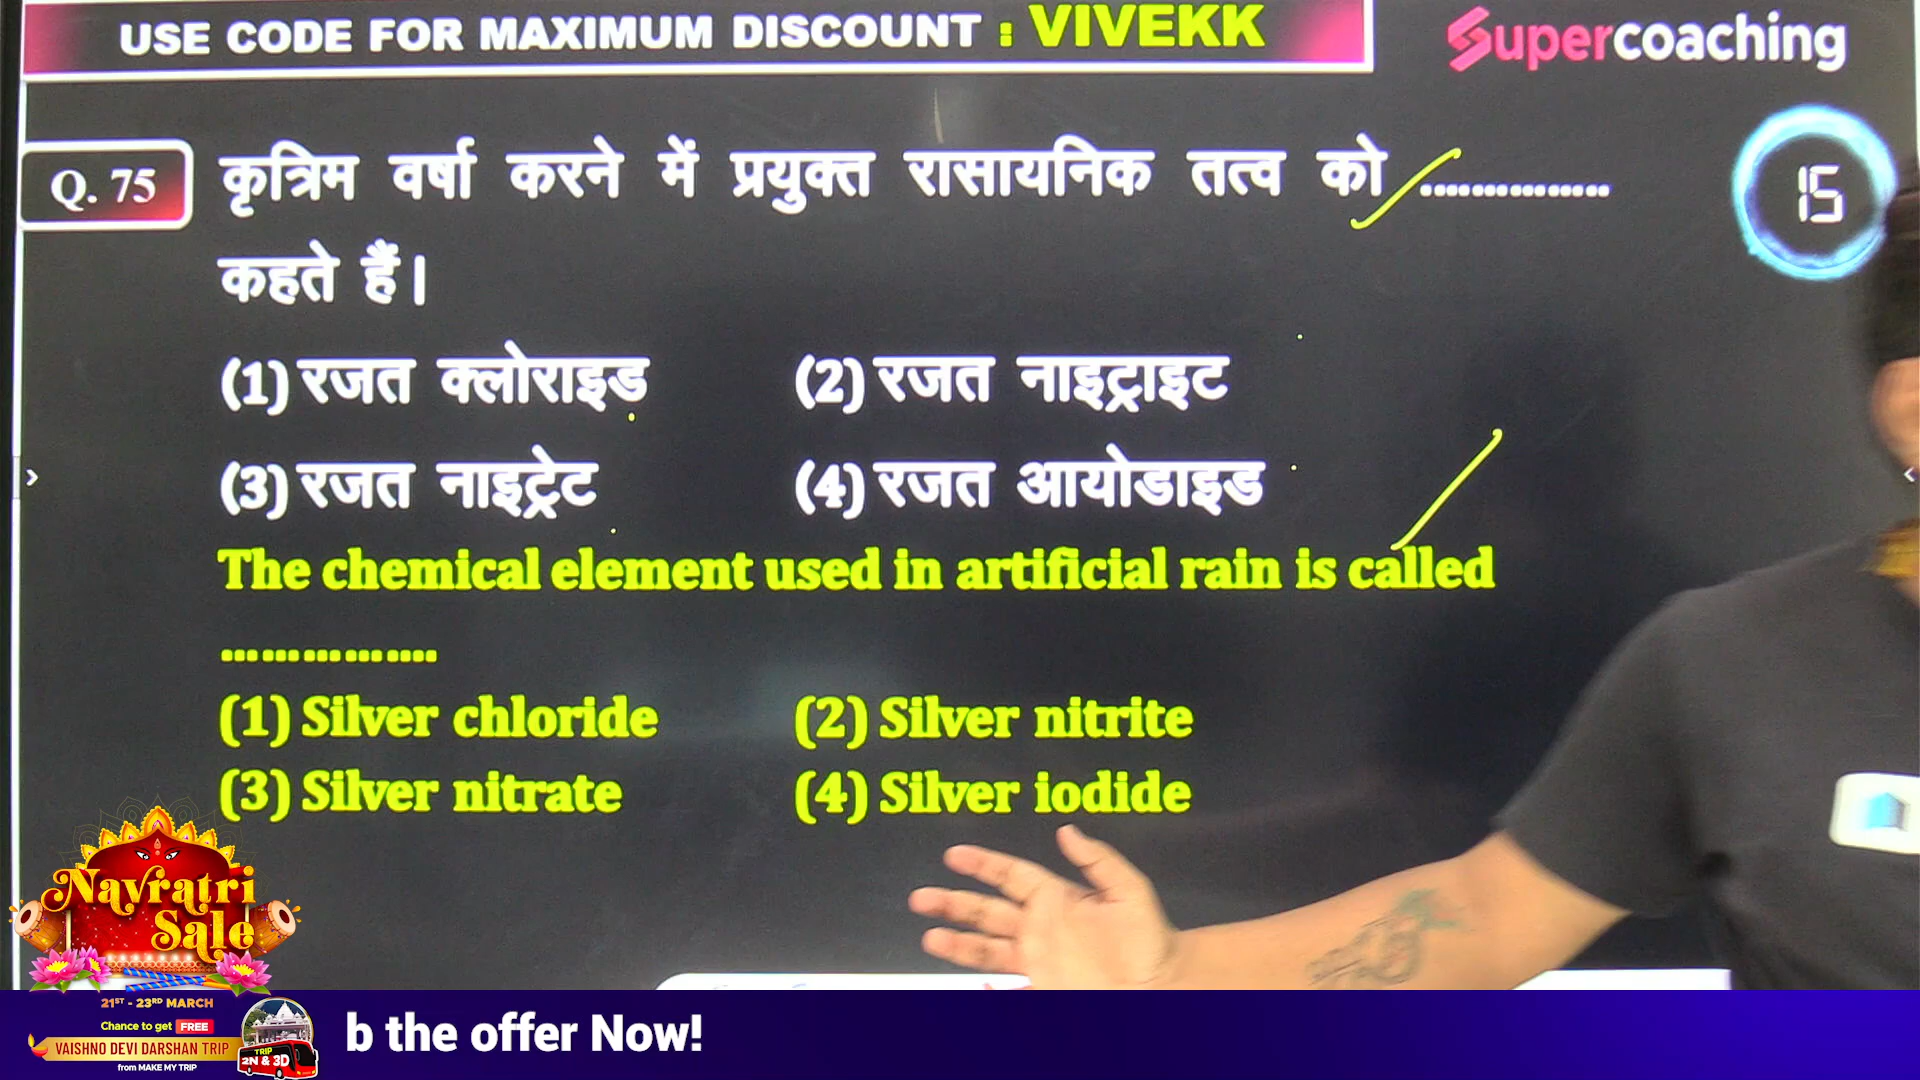 USE CODE FOR MAXIMUM DISCOUNT : VIVEKK
Supercoaching
Q. 75
कृत्रिम वर्षा करने में प्रयुक्त रासायनिक तत्व को ...............
कहते हैं।
15
(1) रजत क्लोराइड (2) रजत नाइट्राइट
(3) रजत नाइट्रेट (4) रजत आयोडाइड
The chemical element used in artificial rain is called
................
(1) Silver chloride (2) Silver nitrite
(3) Silver nitrate (4) Silver iodide
Navratri
Sale
21ST - 23RD MARCH
Chance to get FREE
VAISHNO DEVI DARSHAN TRIP
from MAKE MY TRIP
TRIP
2N & 3D
b the offer Now!